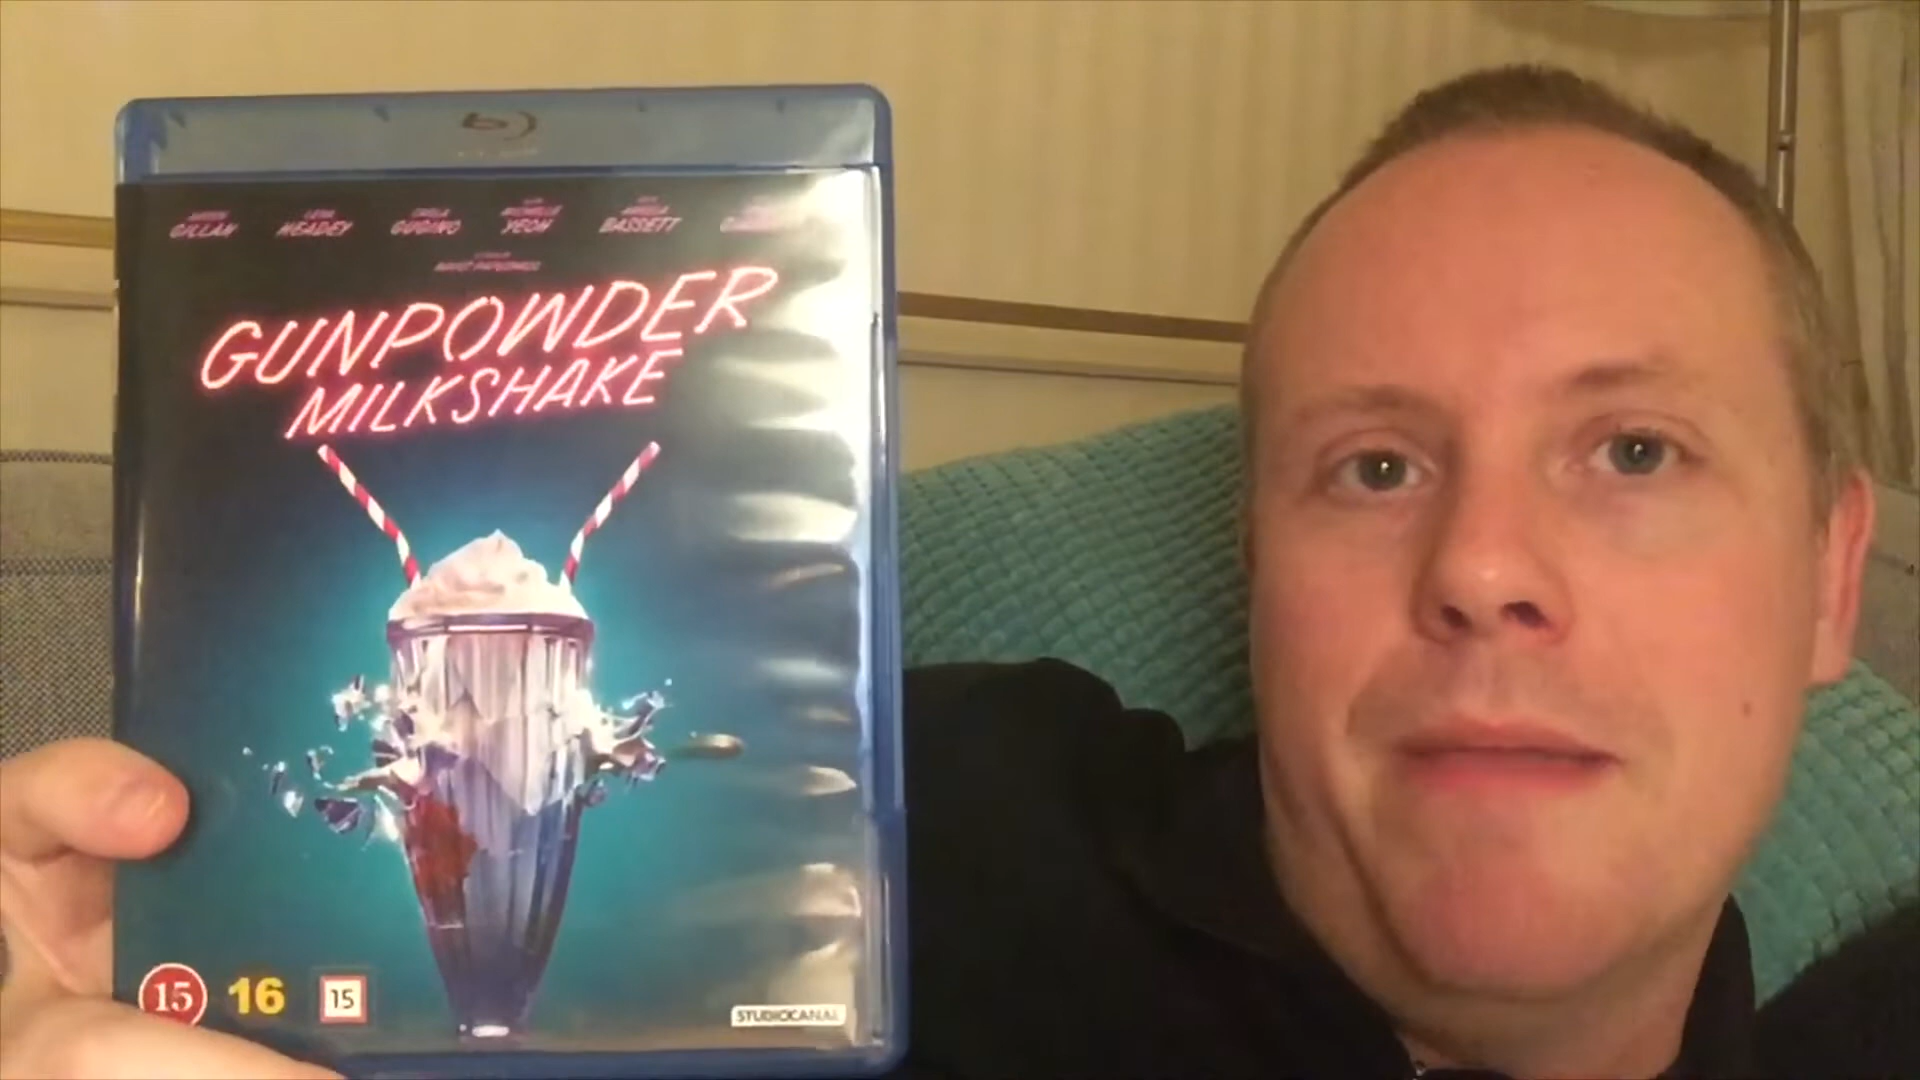 GILLAN HEADEY GUGINO YEOH BASSETT
GUNPOWDER
MILKSHAKE
15 16 15
STUDIOCANAL